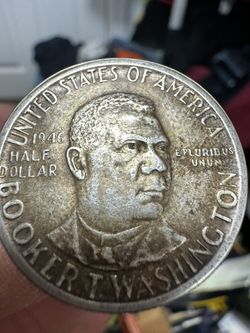 UNITED STATES OF AMERICA
1946
HALF
DOLLAR
E PLURIBUS
UNUM
BOOKER T. WASHINGTON